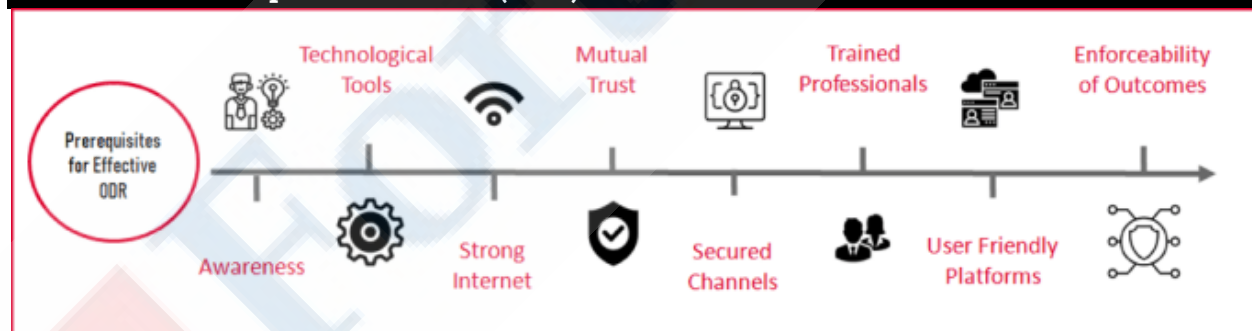 Prerequisites
for Effective
ODR
Awareness
Technological
Tools
Strong
Internet
Mutual
Trust
Secured
Channels
Trained
Professionals
User Friendly
Platforms
Enforceability
of Outcomes